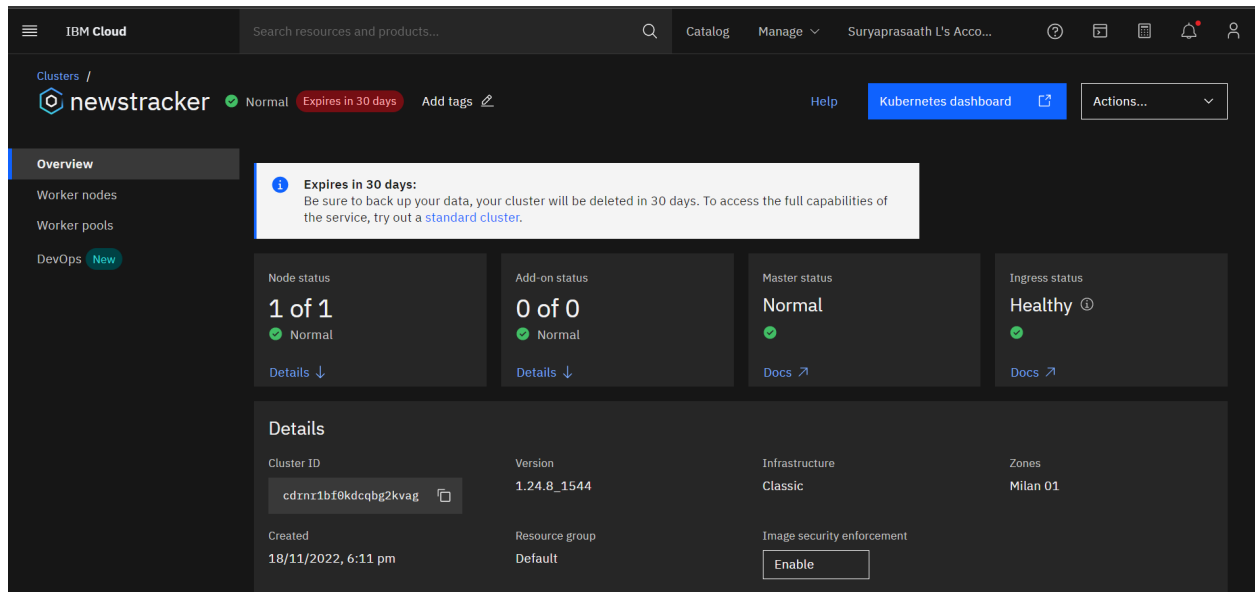 IBM Cloud
Search resources and products...
Catalog
Manage
Suryaprasaath L's Acco...
Clusters /
newstracker
Normal
Expires in 30 days
Add tags
Help
Kubernetes dashboard
Actions...
Overview
Worker nodes
Worker pools
DevOps New
Expires in 30 days:
Be sure to back up your data, your cluster will be deleted in 30 days. To access the full capabilities of
the service, try out a standard cluster.
Node status
1 of 1
Normal
Details ↓
Add-on status
0 of 0
Normal
Details ↓
Master status
Normal
Docs ↗
Ingress status
Healthy
Docs ↗
Details
Cluster ID
cdrnr1bf0kdcqbg2kvag
Version
1.24.8_1544
Infrastructure
Classic
Zones
Milan 01
Created
18/11/2022, 6:11 pm
Resource group
Default
Image security enforcement
Enable